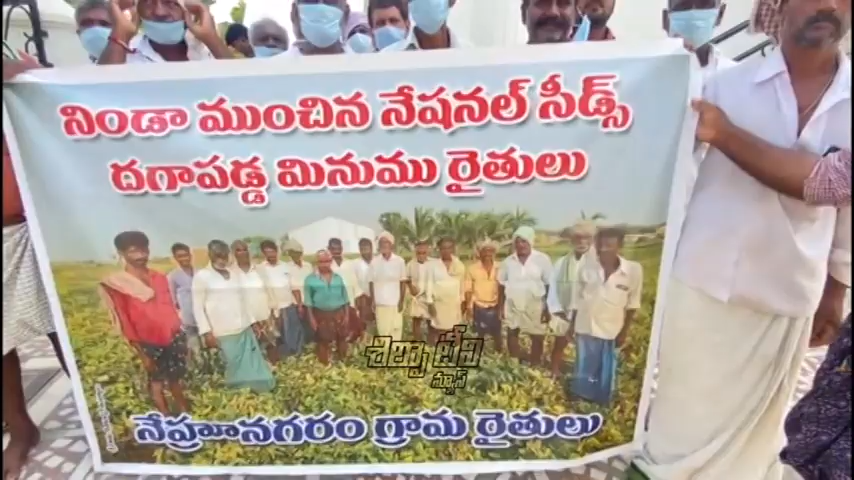 నిండా ముంచిన నేషనల్ సీడ్స్
దగాపడ్డ మినుము రైతులు
శిఖా టీవి
న్యూస్
నేహ్రూనగరం గ్రామ రైతులు